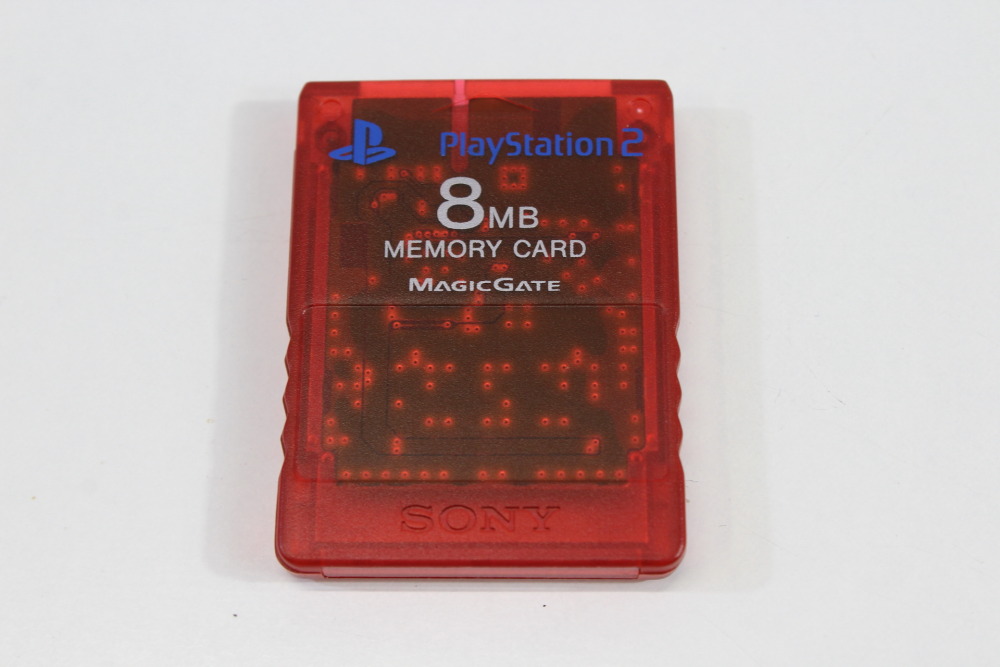 PlayStation 2
8MB
MEMORY CARD
MAGICGATE
SONY